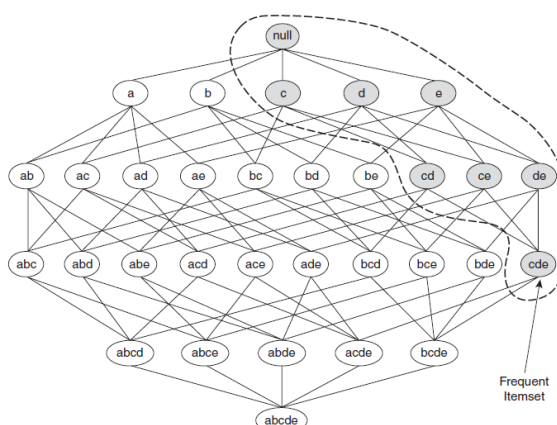 null
a b c d e
ab ac ad ae bc bd be cd ce de
abc abd abe acd ace ade bcd bce bde cde
abcd abce abde acde bcde
Frequent
Itemset
abcde